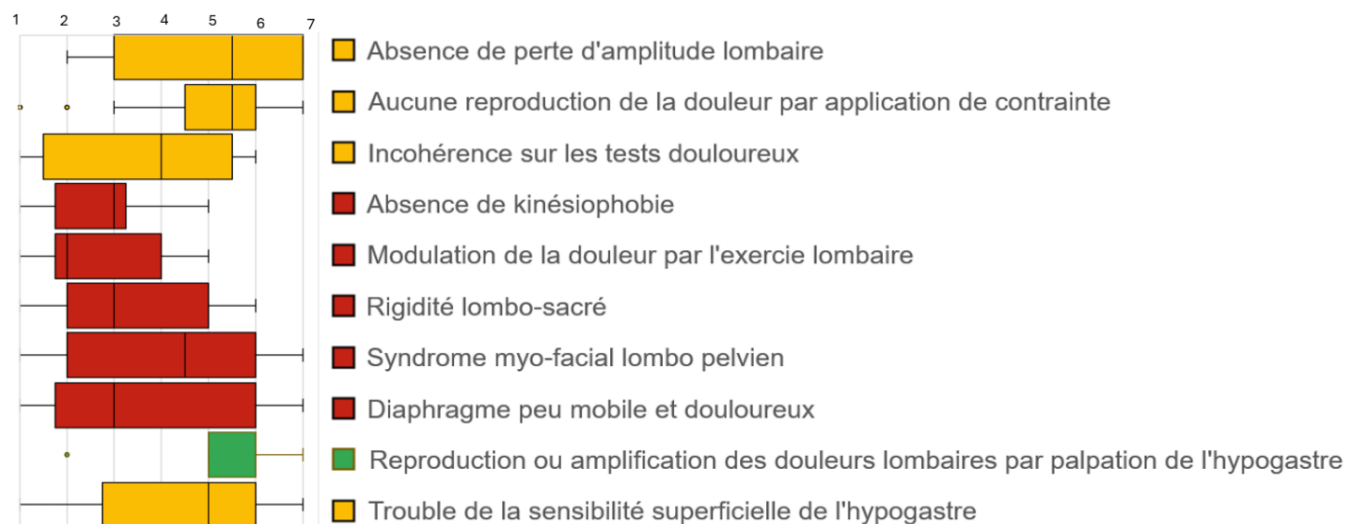 1 2 3 4 5 6 7
Absence de perte d'amplitude lombaire
Aucune reproduction de la douleur par application de contrainte
Incohérence sur les tests douloureux
Absence de kinésiophobie
Modulation de la douleur par l'exercie lombaire
Rigidité lombo-sacré
Syndrome myo-facial lombo pelvien
Diaphragme peu mobile et douloureux
Reproduction ou amplification des douleurs lombaires par palpation de l'hypogastre
Trouble de la sensibilité superficielle de l'hypogastre